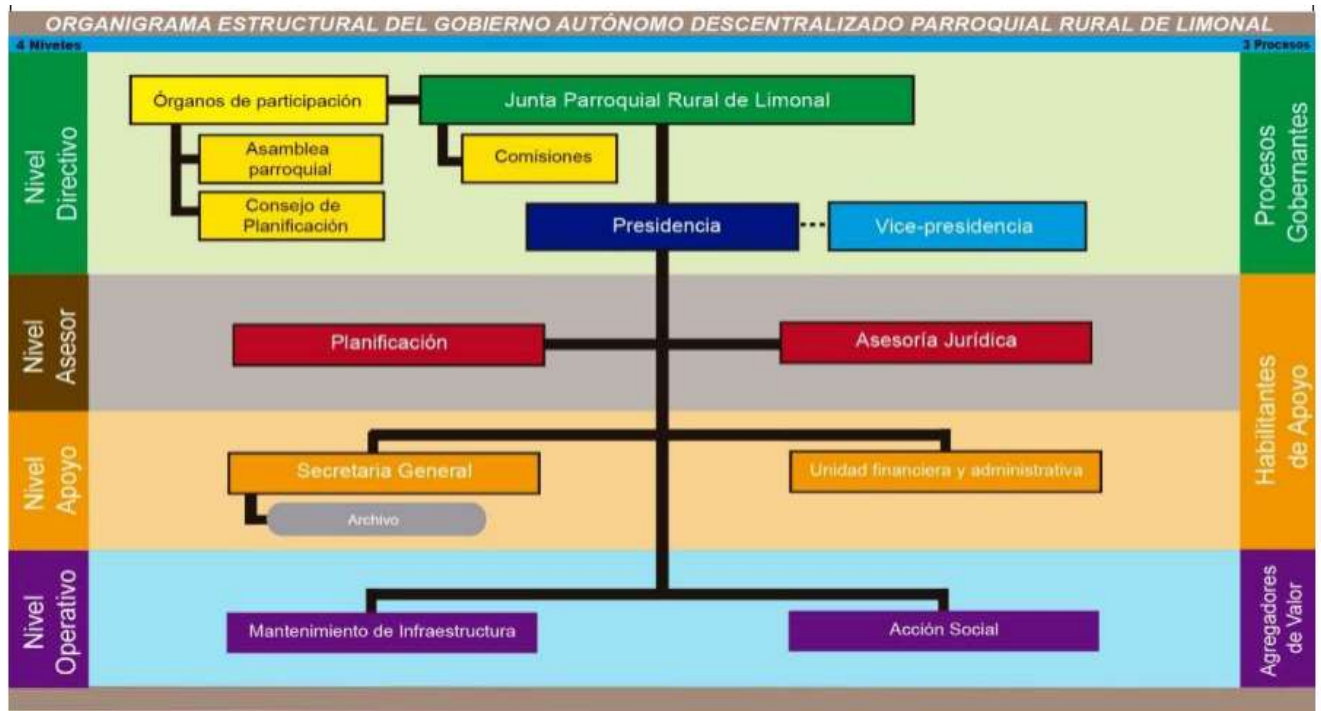 ORGANIGRAMA ESTRUCTURAL DEL GOBIERNO AUTÓNOMO DESCENTRALIZADO PARROQUIAL RURAL DE LIMONAL
4 Niveles
3 Procesos
Nivel
Directivo
Órganos de participación
Junta Parroquial Rural de Limonal
Asamblea
parroquial
Comisiones
Consejo de
Planificación
Presidencia
Vice-presidencia
Procesos
Gobernantes
Nivel
Asesor
Planificación
Asesoría Jurídica
Habilitantes
de Apoyo
Nivel
Apoyo
Secretaria General
Unidad financiera y administrativa
Archivo
Nivel
Operativo
Mantenimiento de Infraestructura
Acción Social
Agregadores
de Valor